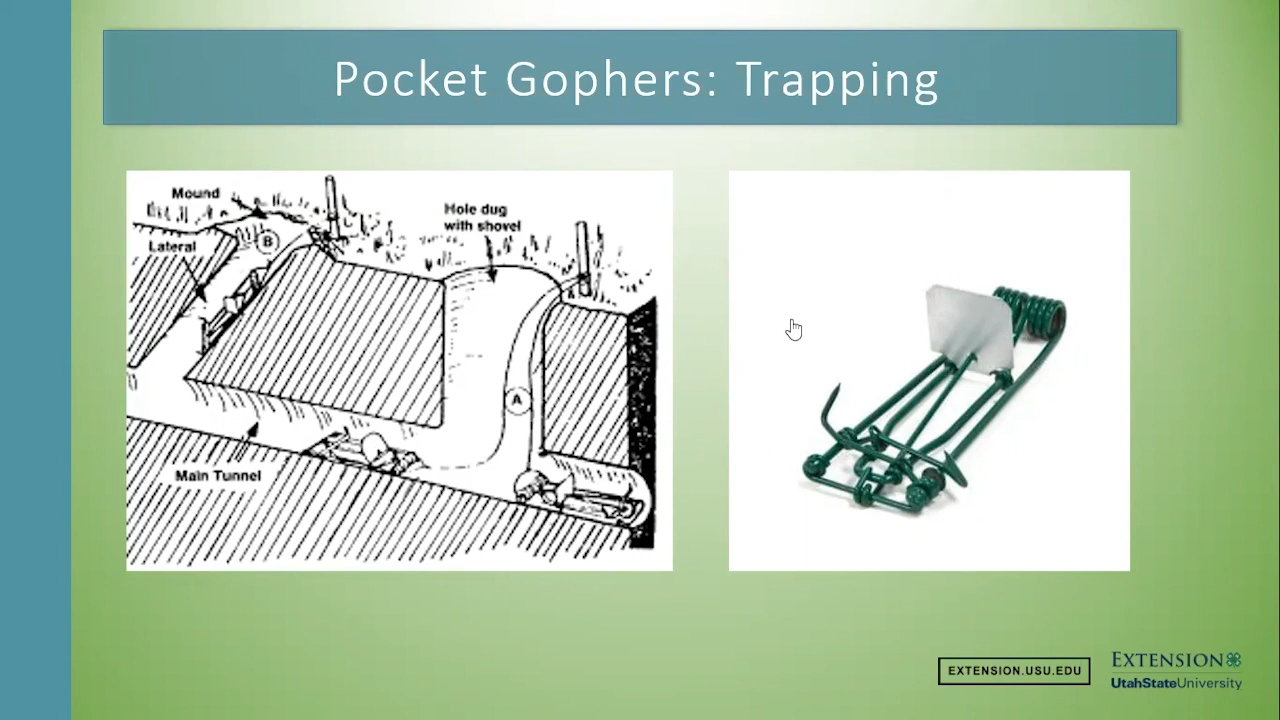 Pocket Gophers: Trapping
Mound
B
Lateral
Hole dug
with shovel
A
Main Tunnel
EXTENSION.USU.EDU
EXTENSION
UtahStateUniversity